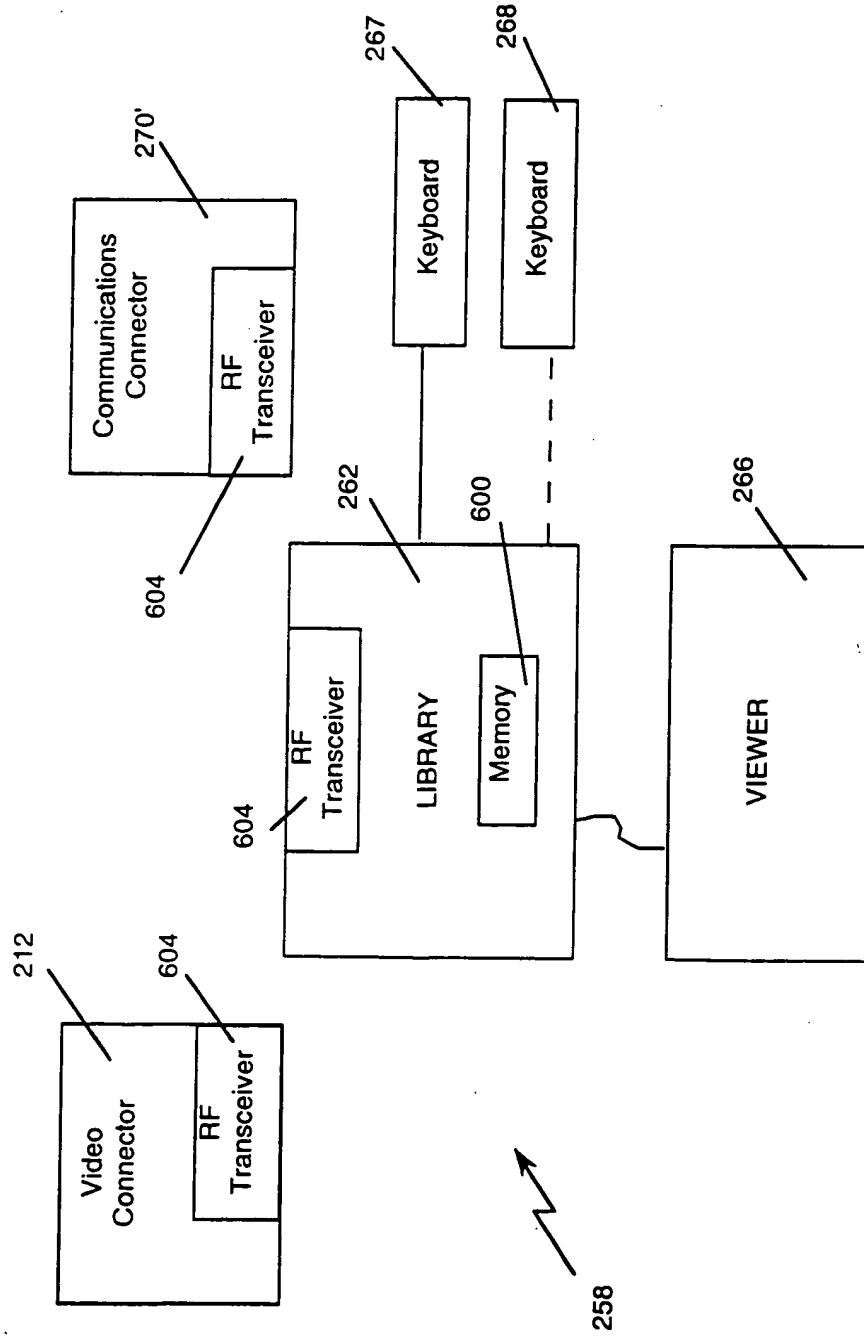 212
Video
Connector
604
RF
Transceiver
270'
Communications
Connector
RF
Transceiver
604
604
RF
Transceiver
262
LIBRARY
600
Memory
267
Keyboard
268
Keyboard
266
VIEWER
258